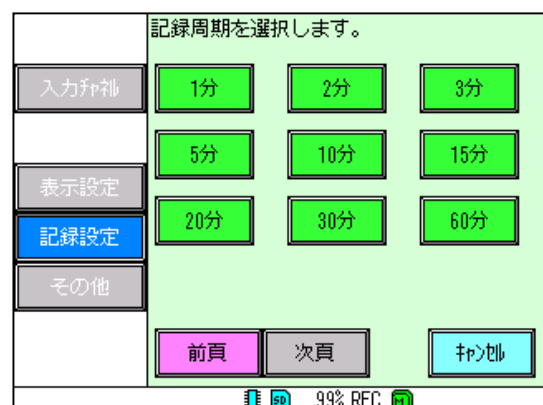 記録周期を選択します。
入力ﾁｬﾈﾙ
1分 2分 3分
5分 10分 15分
表示設定
20分 30分 60分
記録設定
その他
前頁 次頁 ｷｬﾝｾﾙ
SD 99% REC M